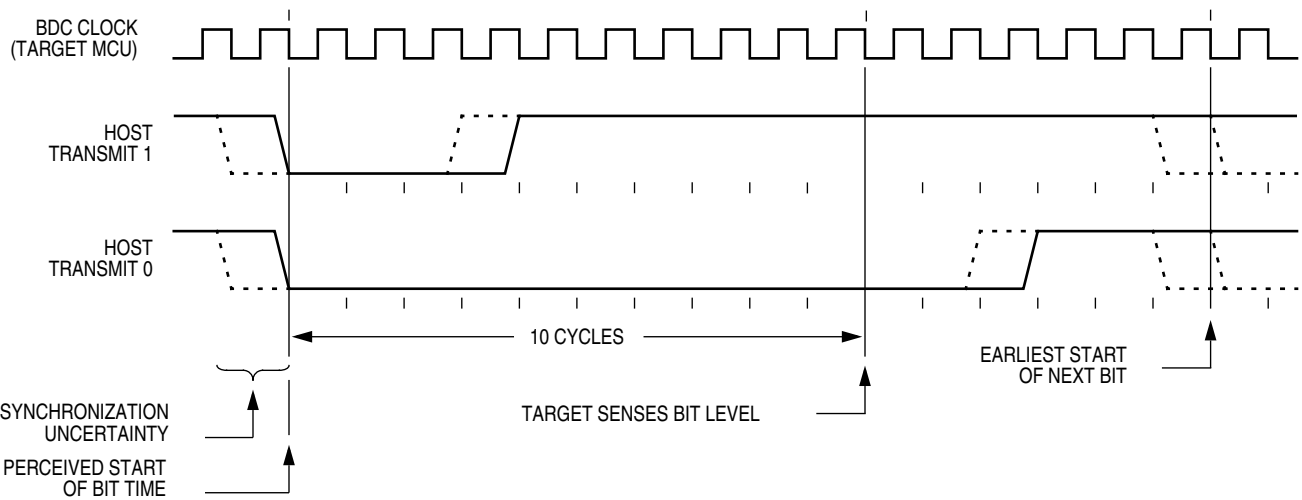 BDC CLOCK
(TARGET MCU)
HOST
TRANSMIT 1
HOST
TRANSMIT 0
10 CYCLES
EARLIEST START
OF NEXT BIT
SYNCHRONIZATION
UNCERTAINTY
TARGET SENSES BIT LEVEL
PERCEIVED START
OF BIT TIME